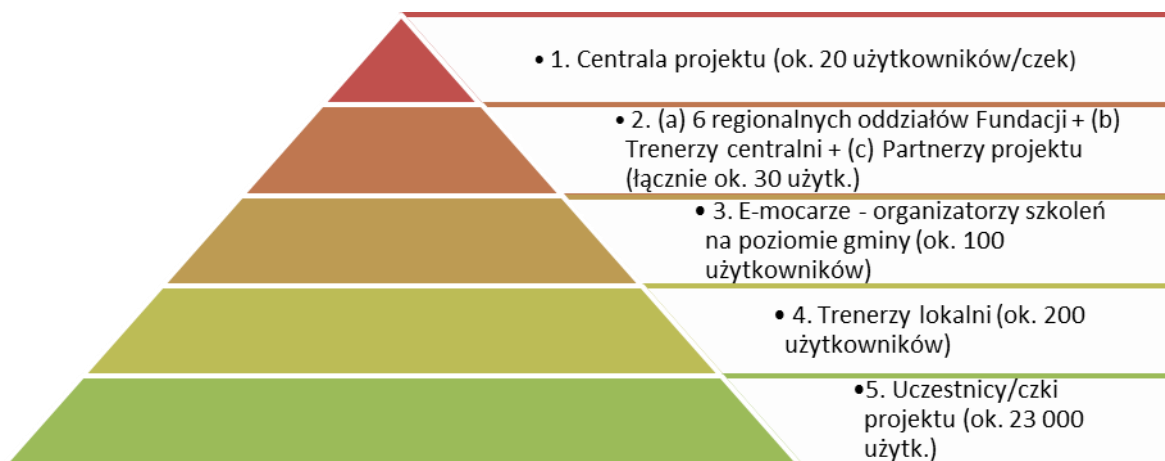 • 1. Centrala projektu (ok. 20 użytkowników/czek)
• 2. (a) 6 regionalnych oddziałów Fundacji + (b)
Trenerzy centralni + (c) Partnerzy projektu
(łącznie ok. 30 użytk.)
• 3. E-mocarze - organizatorzy szkoleń
na poziomie gminy (ok. 100
użytkowników)
• 4. Trenerzy lokalni (ok. 200
użytkowników)
•5. Uczestnicy/czki
projektu (ok. 23 000
użytk.)